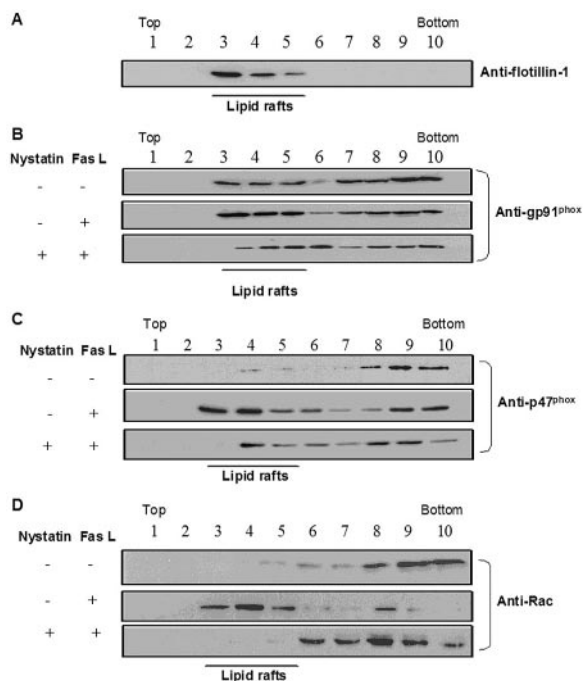 A
Top Bottom
1 2 3 4 5 6 7 8 9 10
Anti-flotillin-1
Lipid rafts
B
Top Bottom
Nystatin Fas L 1 2 3 4 5 6 7 8 9 10
- -
- +
+ +
Anti-gp91phox
Lipid rafts
C
Top Bottom
Nystatin Fas L 1 2 3 4 5 6 7 8 9 10
- -
- +
+ +
Anti-p47phox
Lipid rafts
D
Top Bottom
Nystatin Fas L 1 2 3 4 5 6 7 8 9 10
- -
- +
+ +
Anti-Rac
Lipid rafts